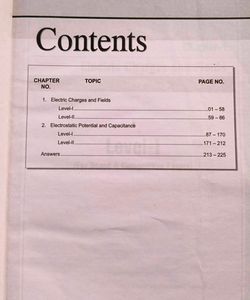 Contents
CHAPTER NO. TOPIC PAGE NO.
1. Electric Charges and Fields
Level-I ... 01 – 58
Level-II ... 59 – 86
2. Electrostatic Potential and Capacitance
Level-I ... 87 – 170
Level-II ... 171 – 212
Answers ... 213 – 225